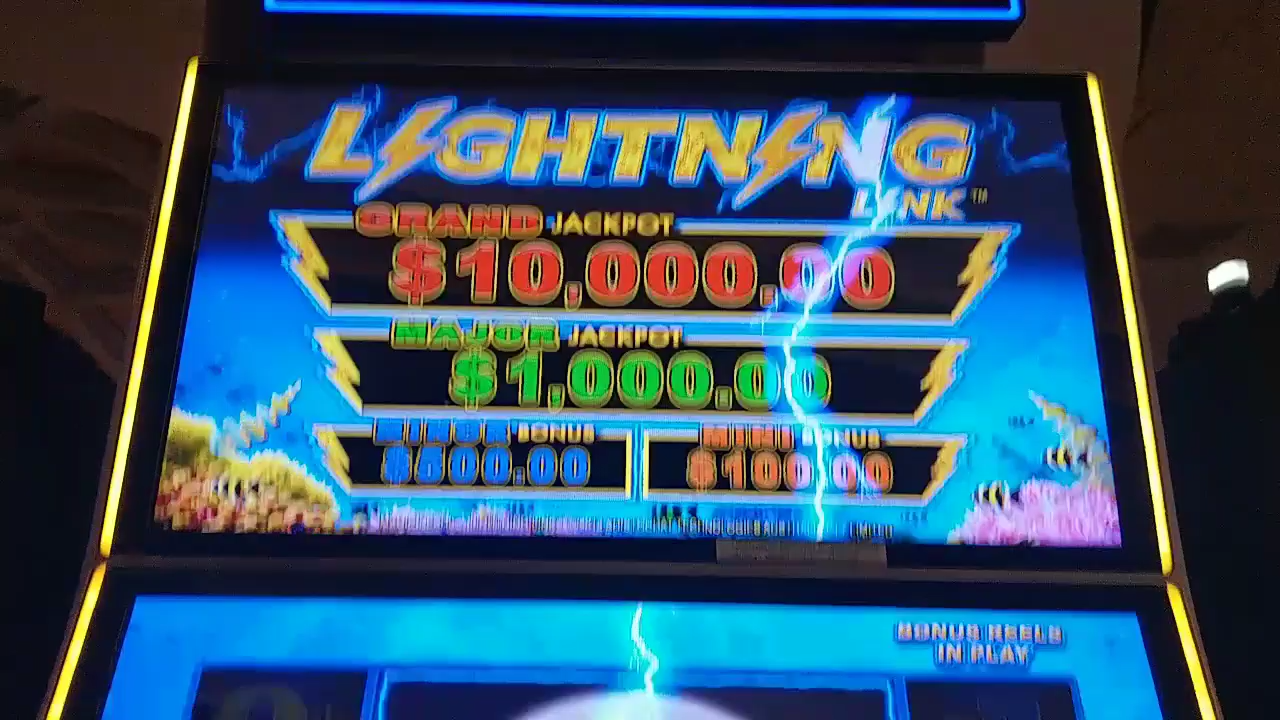 LIGHTNING
LINK™
GRAND JACKPOT
$10,000.00
MAJOR JACKPOT
$1,000.00
MINOR BONUS
$500.00
MINI BONUS
$100.00
BONUS REELS
IN PLAY